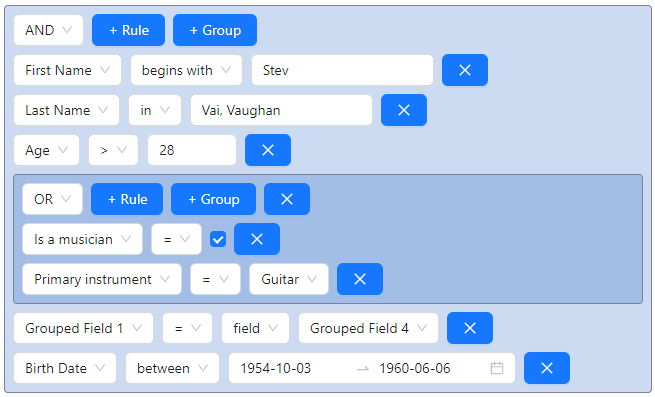 AND + Rule + Group
First Name begins with Stev
Last Name in Vai, Vaughan
Age > 28
OR + Rule + Group
Is a musician =
Primary instrument = Guitar
Grouped Field 1 = field Grouped Field 4
Birth Date between 1954-10-03 → 1960-06-06